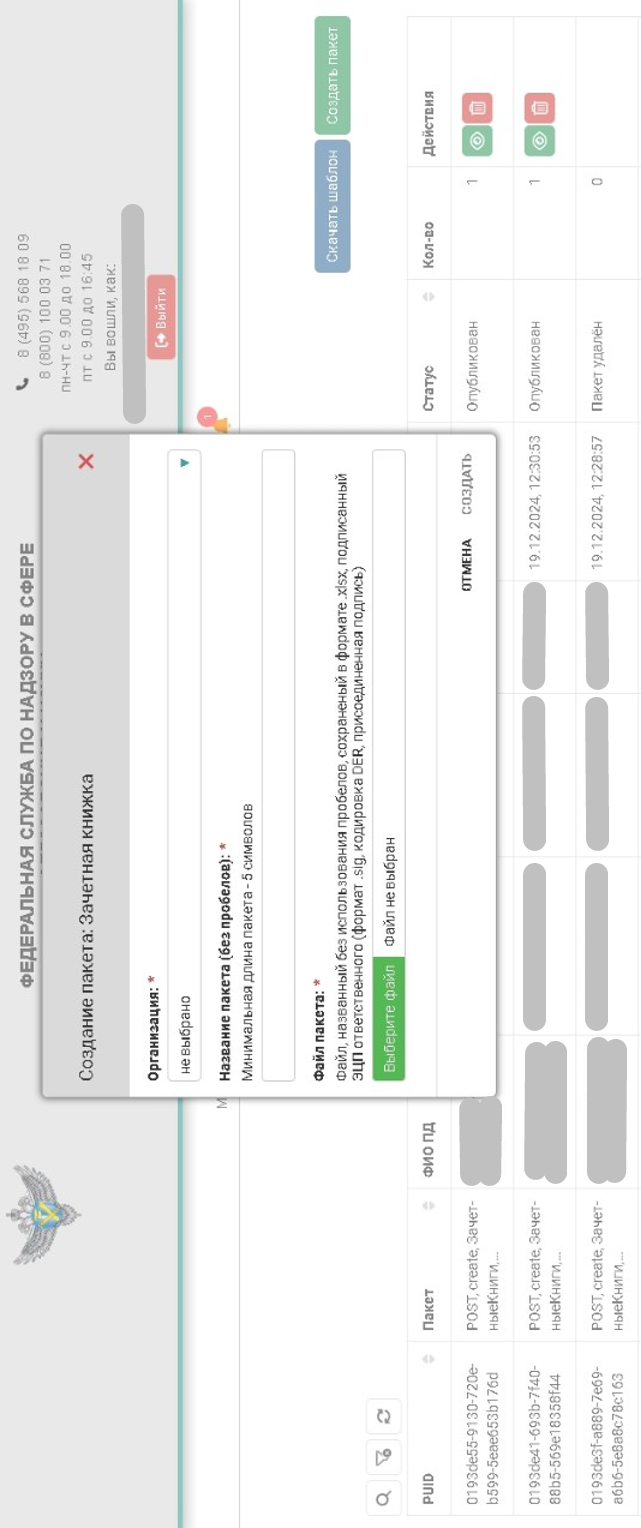 ФЕДЕРАЛЬНАЯ СЛУЖБА ПО НАДЗОРУ В СФЕРЕ
8 (495) 568 18 09
8 (800) 100 03 71
пн-чт с 9.00 до 18.00
пт с 9.00 до 16:45
Вы вошли, как:
Выйти
1
Создание пакета: Зачетная книжка
Организация: *
не выбрано
Название пакета (без пробелов): *
Минимальная длина пакета - 5 символов
Файл пакета: *
Файл, названный без использования пробелов, сохраненый в формате .xlsx, подписанный
ЭЦП ответственного (формат .sig, кодировка DER, присоединенная подпись)
Выберите файл Файл не выбран
ОТМЕНА СОЗДАТЬ
Скачать шаблон Создать пакет
PUID Пакет ФИО ПД Статус Кол-во Действия
0193de55-9130-720e- POST, create, Зачет- Опубликован 1
b599-5eae653b176d ныеКниги,...
0193de41-693b-7f40- POST, create, Зачет- 19.12.2024, 12:30:53 Опубликован 1
88b5-569e18358f44 ныеКниги,...
0193de3f-a889-7e69- POST, create, Зачет- 19.12.2024, 12:28:57 Пакет удалён 0
a6b6-5e8a8c78c163 ныеКниги,...